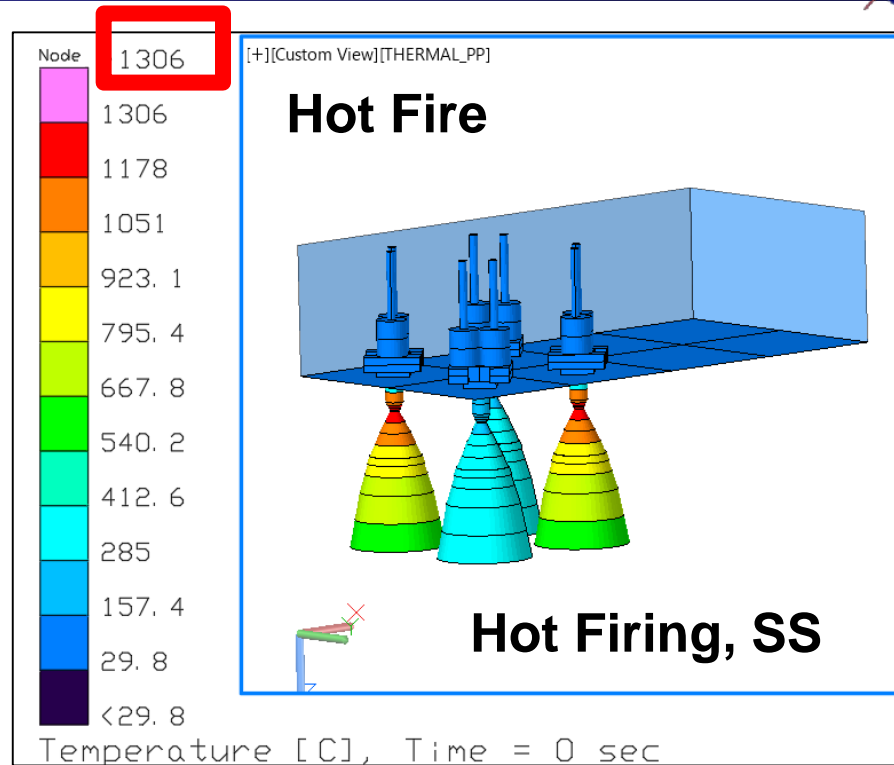 Node 1306
[+][Custom View][THERMAL_PP]
Hot Fire
1306
1178
1051
923. 1
795. 4
667. 8
540. 2
412. 6
285
157. 4
29. 8
<29. 8
Hot Firing, SS
Temperature [C], Time = 0 sec